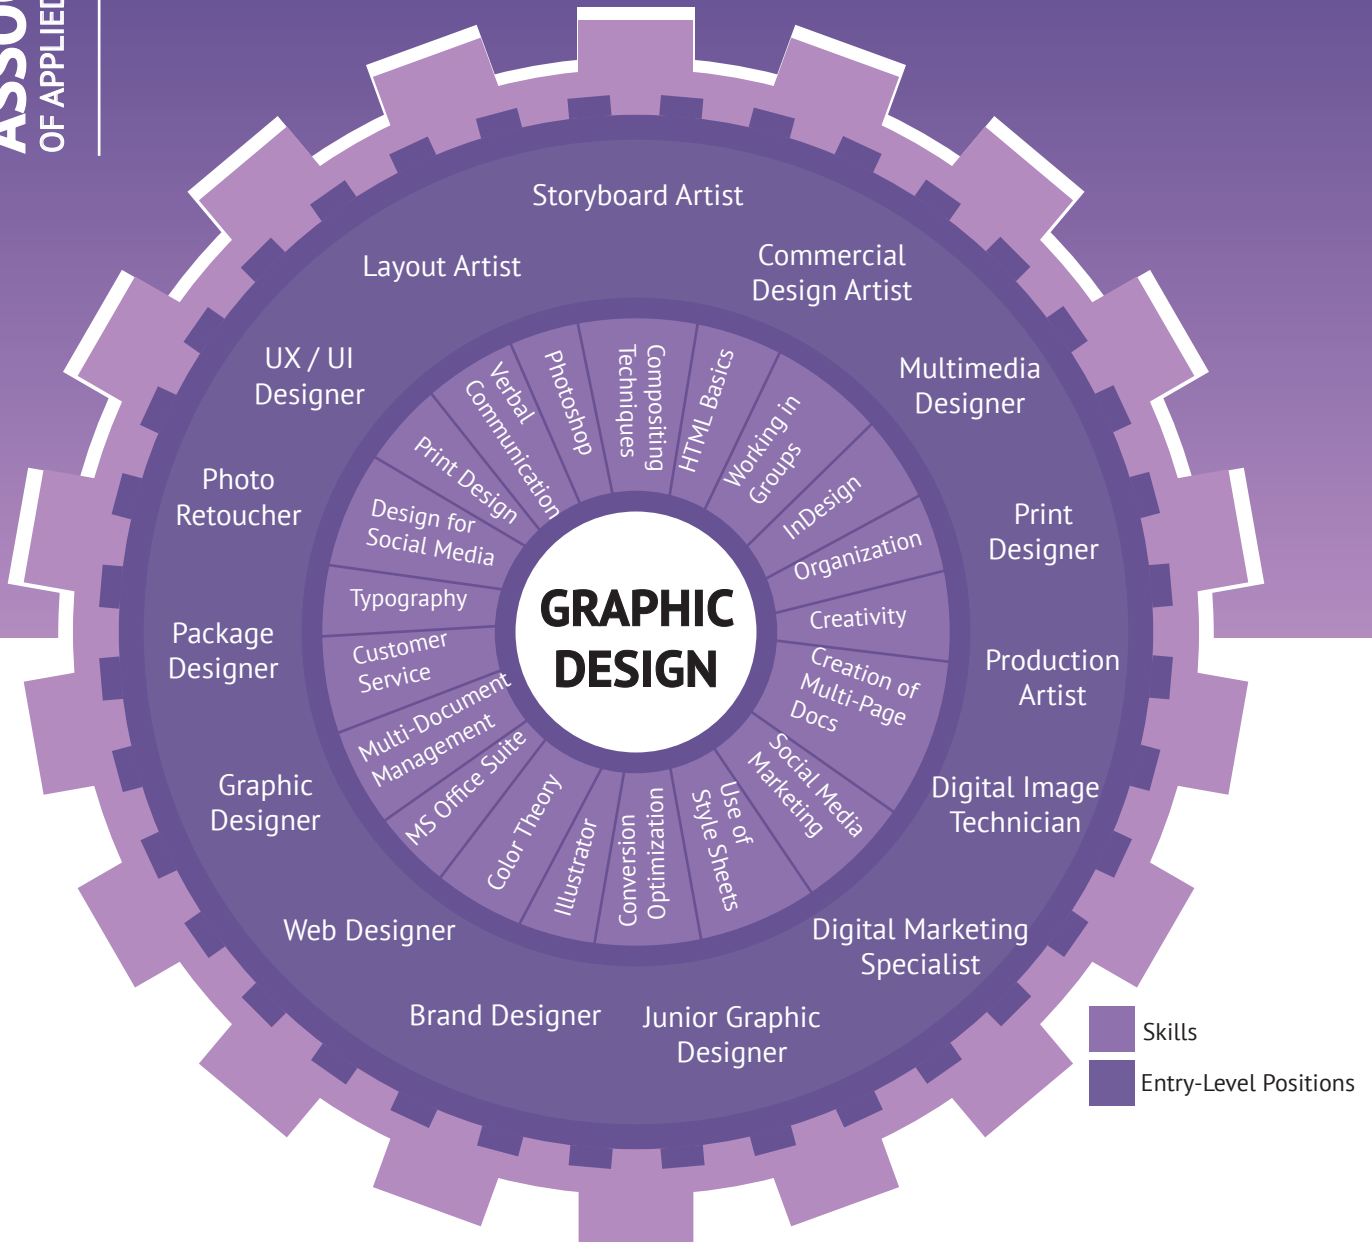 OF APPLIED
Storyboard Artist
Commercial
Design Artist
Multimedia
Designer
Print
Designer
Production
Artist
Digital Image
Technician
Digital Marketing
Specialist
Junior Graphic
Designer
Brand Designer
Web Designer
Graphic
Designer
Package
Designer
Photo
Retoucher
UX / UI
Designer
Layout Artist
Compositing
Techniques
HTML Basics
Working in
Groups
InDesign
Organization
Creativity
Creation of
Multi-Page
Docs
Social Media
Marketing
Use of
Style Sheets
Conversion
Optimization
Illustrator
Color Theory
MS Office Suite
Multi-Document
Management
Customer
Service
Typography
Design for
Social Media
Print Design
Verbal
Communication
Photoshop
GRAPHIC
DESIGN
Skills
Entry-Level Positions